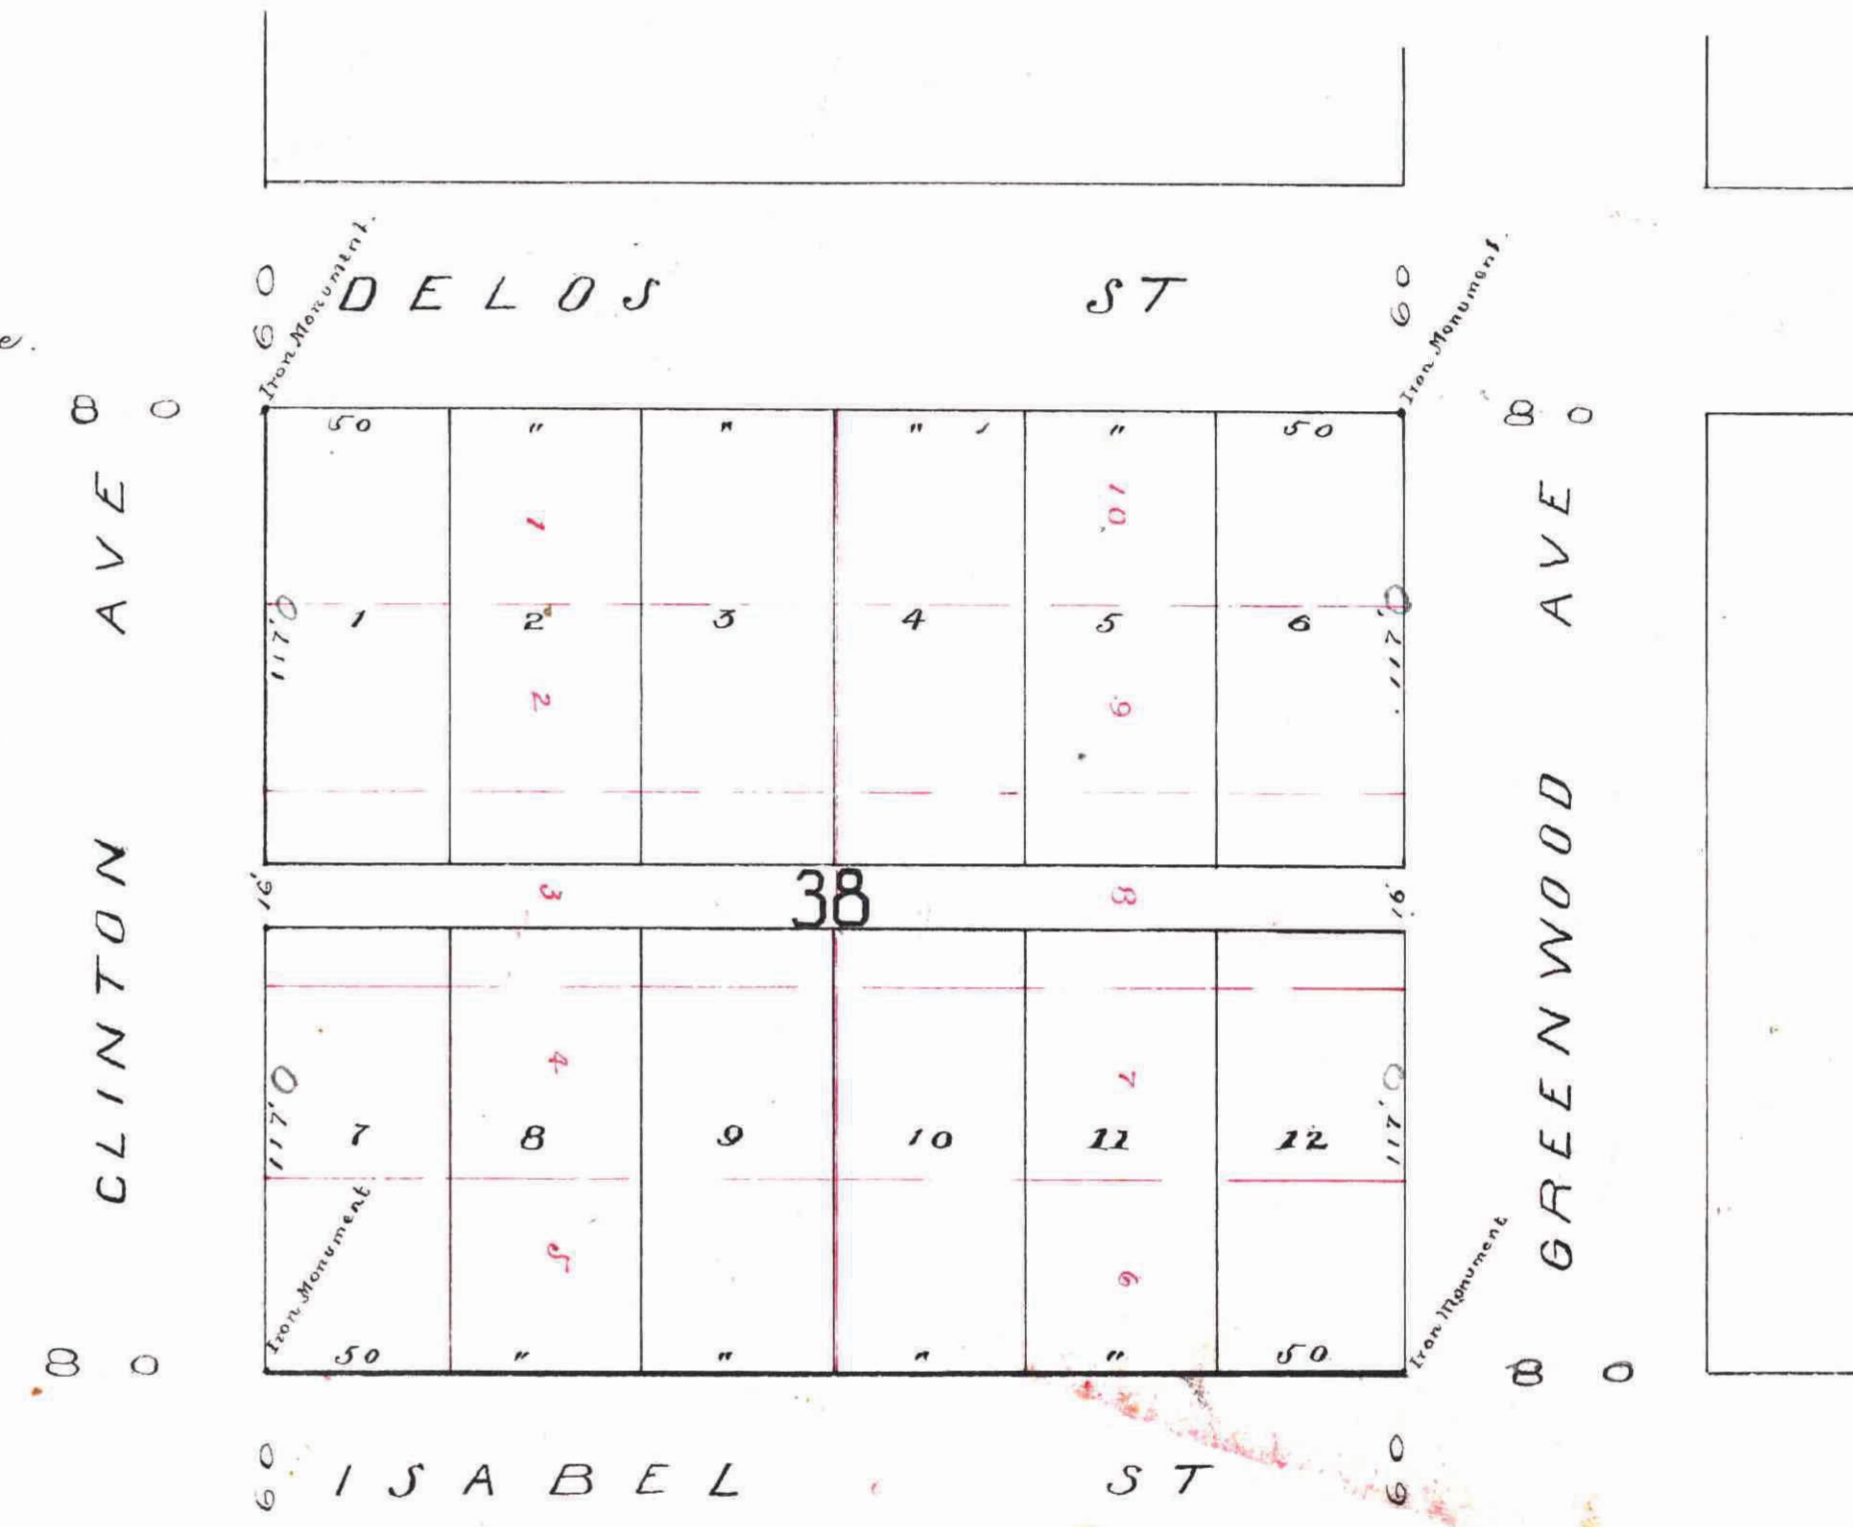 Iron Monument.
Iron Monument.
60 DELOS ST 60
e.
80
80
50 " " " " 50
1
10
CLINTON AVE
GREENWOOD AVE
117.0
1 2 3 4 5 6
117.0
2
9
16'
3
38
8
16'
4
7
117.0
7 8 9 10 11 12
117.0
5
6
Iron Monument
Iron Monument
50 " " " " 50
80
80
60 ISABEL ST 60